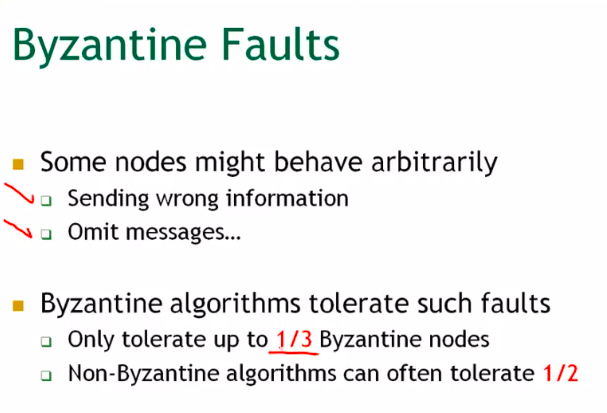 Byzantine Faults
Some nodes might behave arbitrarily
Sending wrong information
Omit messages...
Byzantine algorithms tolerate such faults
Only tolerate up to 1/3 Byzantine nodes
Non-Byzantine algorithms can often tolerate 1/2